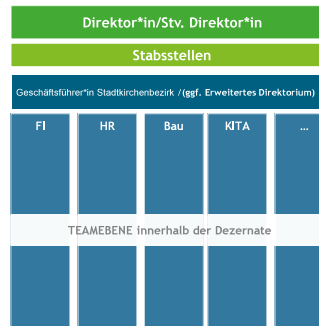 Direktor*in/Stv. Direktor*in
Stabsstellen
Geschäftsführer*in Stadtkirchenbezirk /(ggf. Erweitertes Direktorium)
FI HR Bau KITA ...
TEAMEBENE innerhalb der Dezernate